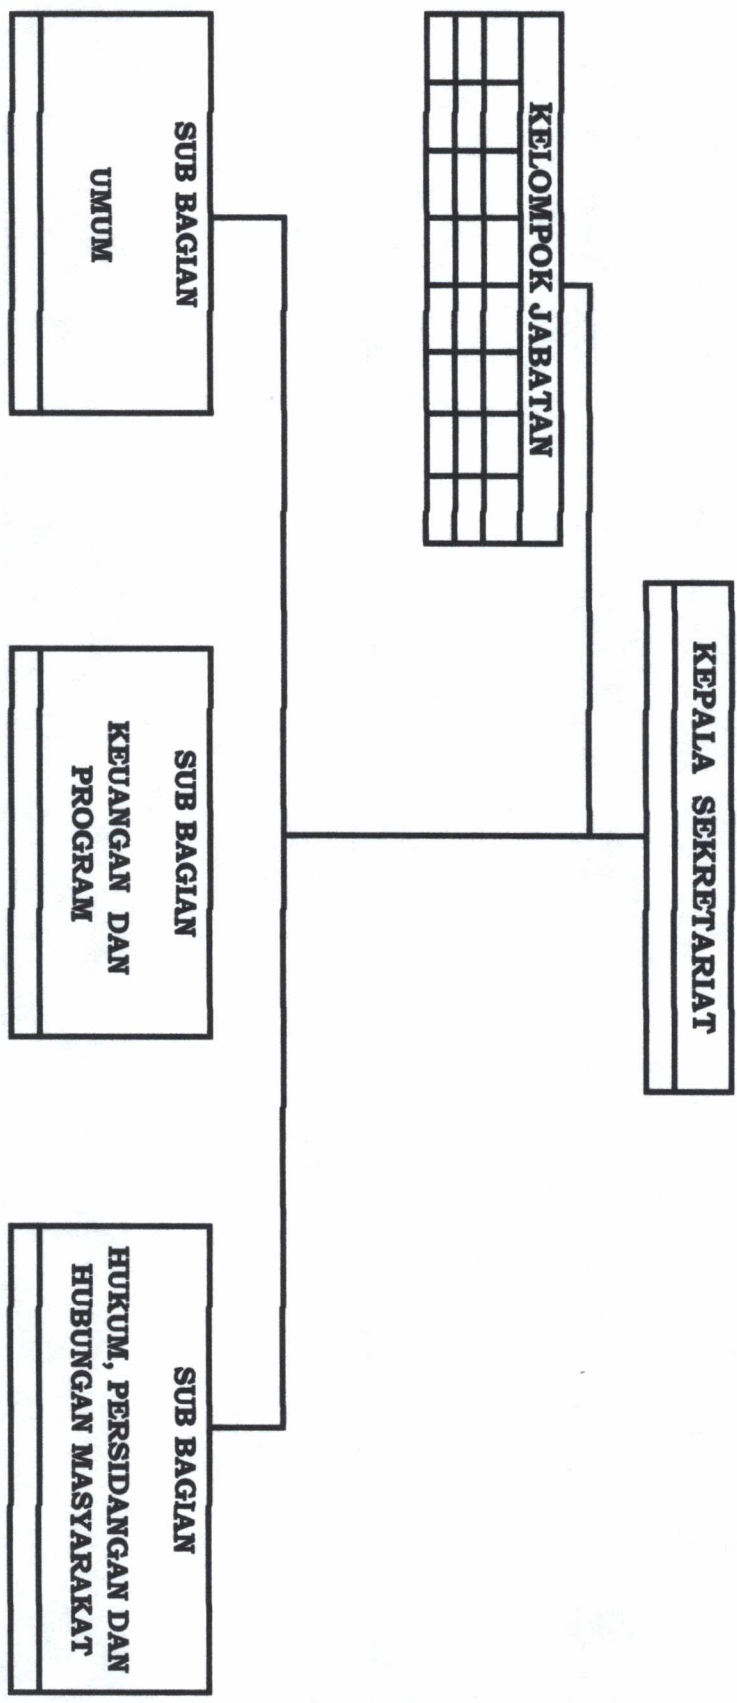 KEPALA SEKRETARIAT
KELOMPOK JABATAN
SUB BAGIAN
UMUM
SUB BAGIAN
KEUANGAN DAN
PROGRAM
SUB BAGIAN
HUKUM, PERSIDANGAN DAN
HUBUNGAN MASYARAKAT